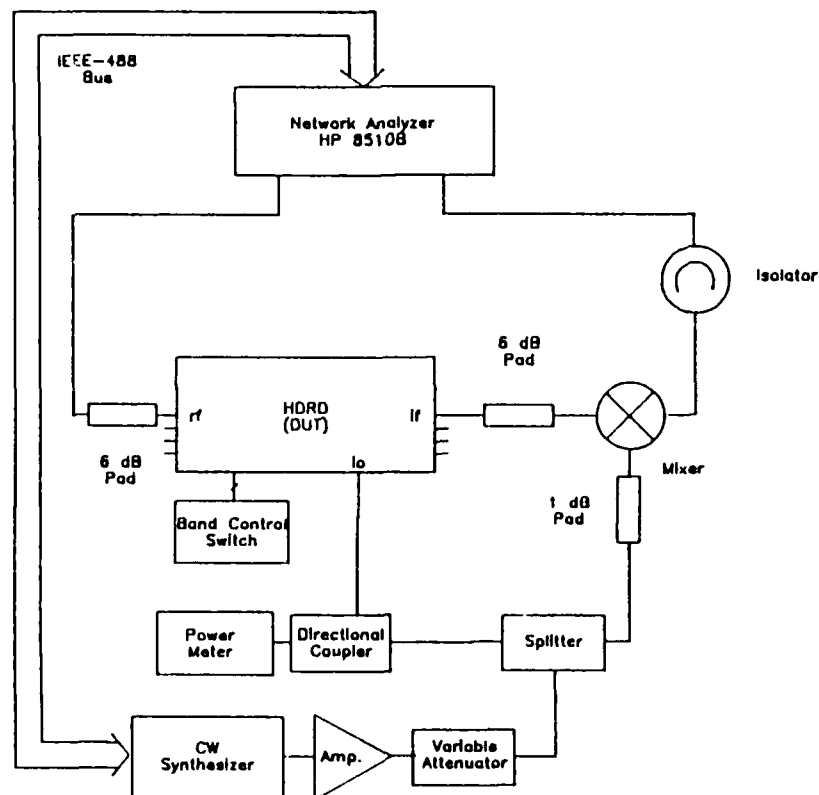 IEEE-488
Bus
Network Analyzer
HP 8510B
Isolator
6 dB
Pad
rf
HDRD
(DUT)
if
lo
6 dB
Pad
Mixer
1 dB
Pad
Band Control
Switch
Power
Meter
Directional
Coupler
Splitter
CW
Synthesizer
Amp.
Variable
Attenuator